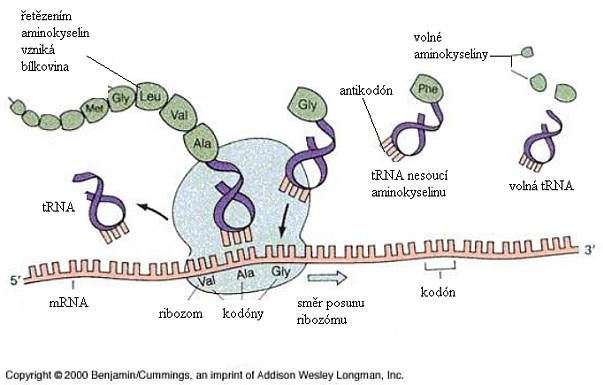 řetězením
aminokyselin
vzniká
bílkovina
volné
aminokyseliny
Met
Gly
Leu
Val
Ala
Gly
antikodón
Phe
tRNA nesoucí
aminokyselinu
volná tRNA
tRNA
5'
3'
mRNA
Val
Ala
Gly
ribozom
kodóny
směr posunu
ribozómu
kodón
Copyright © 2000 Benjamin/Cummings, an imprint of Addison Wesley Longman, Inc.